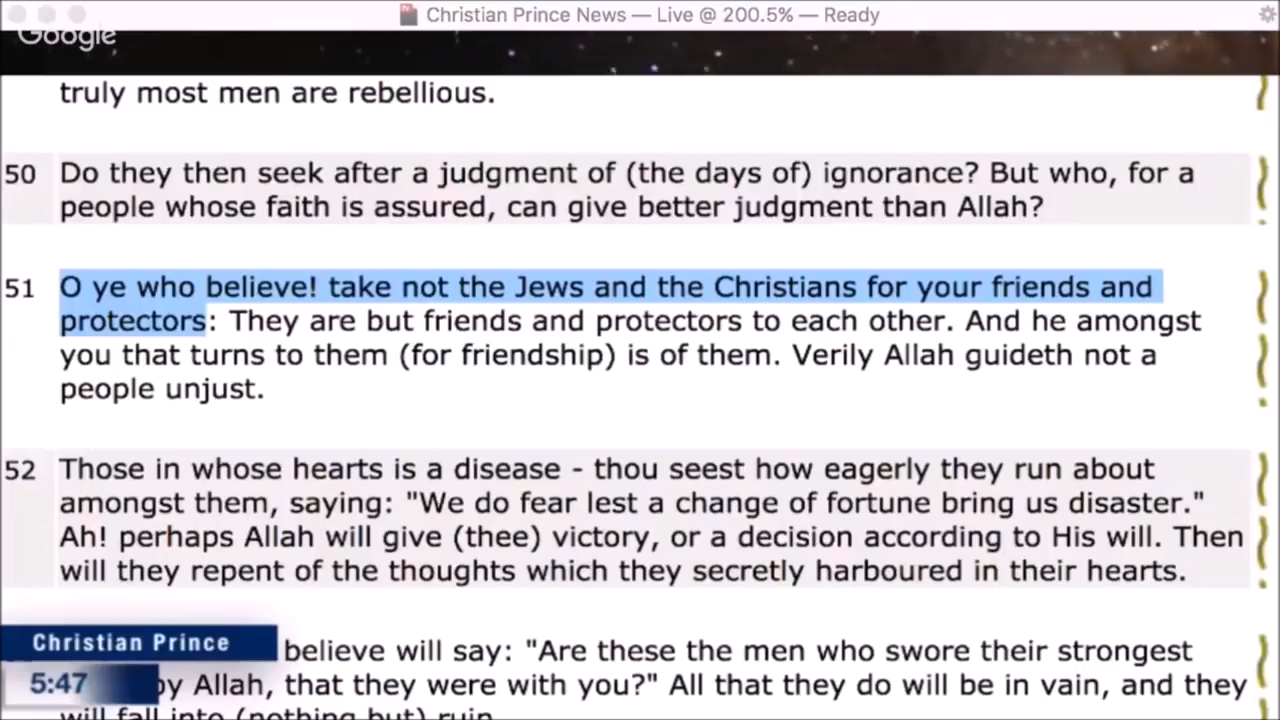 Christian Prince News — Live @ 200.5% — Ready
Google
truly most men are rebellious.
50 Do they then seek after a judgment of (the days of) ignorance? But who, for a
people whose faith is assured, can give better judgment than Allah?
51 O ye who believe! take not the Jews and the Christians for your friends and
protectors: They are but friends and protectors to each other. And he amongst
you that turns to them (for friendship) is of them. Verily Allah guideth not a
people unjust.
52 Those in whose hearts is a disease - thou seest how eagerly they run about
amongst them, saying: "We do fear lest a change of fortune bring us disaster."
Ah! perhaps Allah will give (thee) victory, or a decision according to His will. Then
will they repent of the thoughts which they secretly harboured in their hearts.
Christian Prince
believe will say: "Are these the men who swore their strongest
5:47
by Allah, that they were with you?" All that they do will be in vain, and they
will fall into (nothing but) ruin.